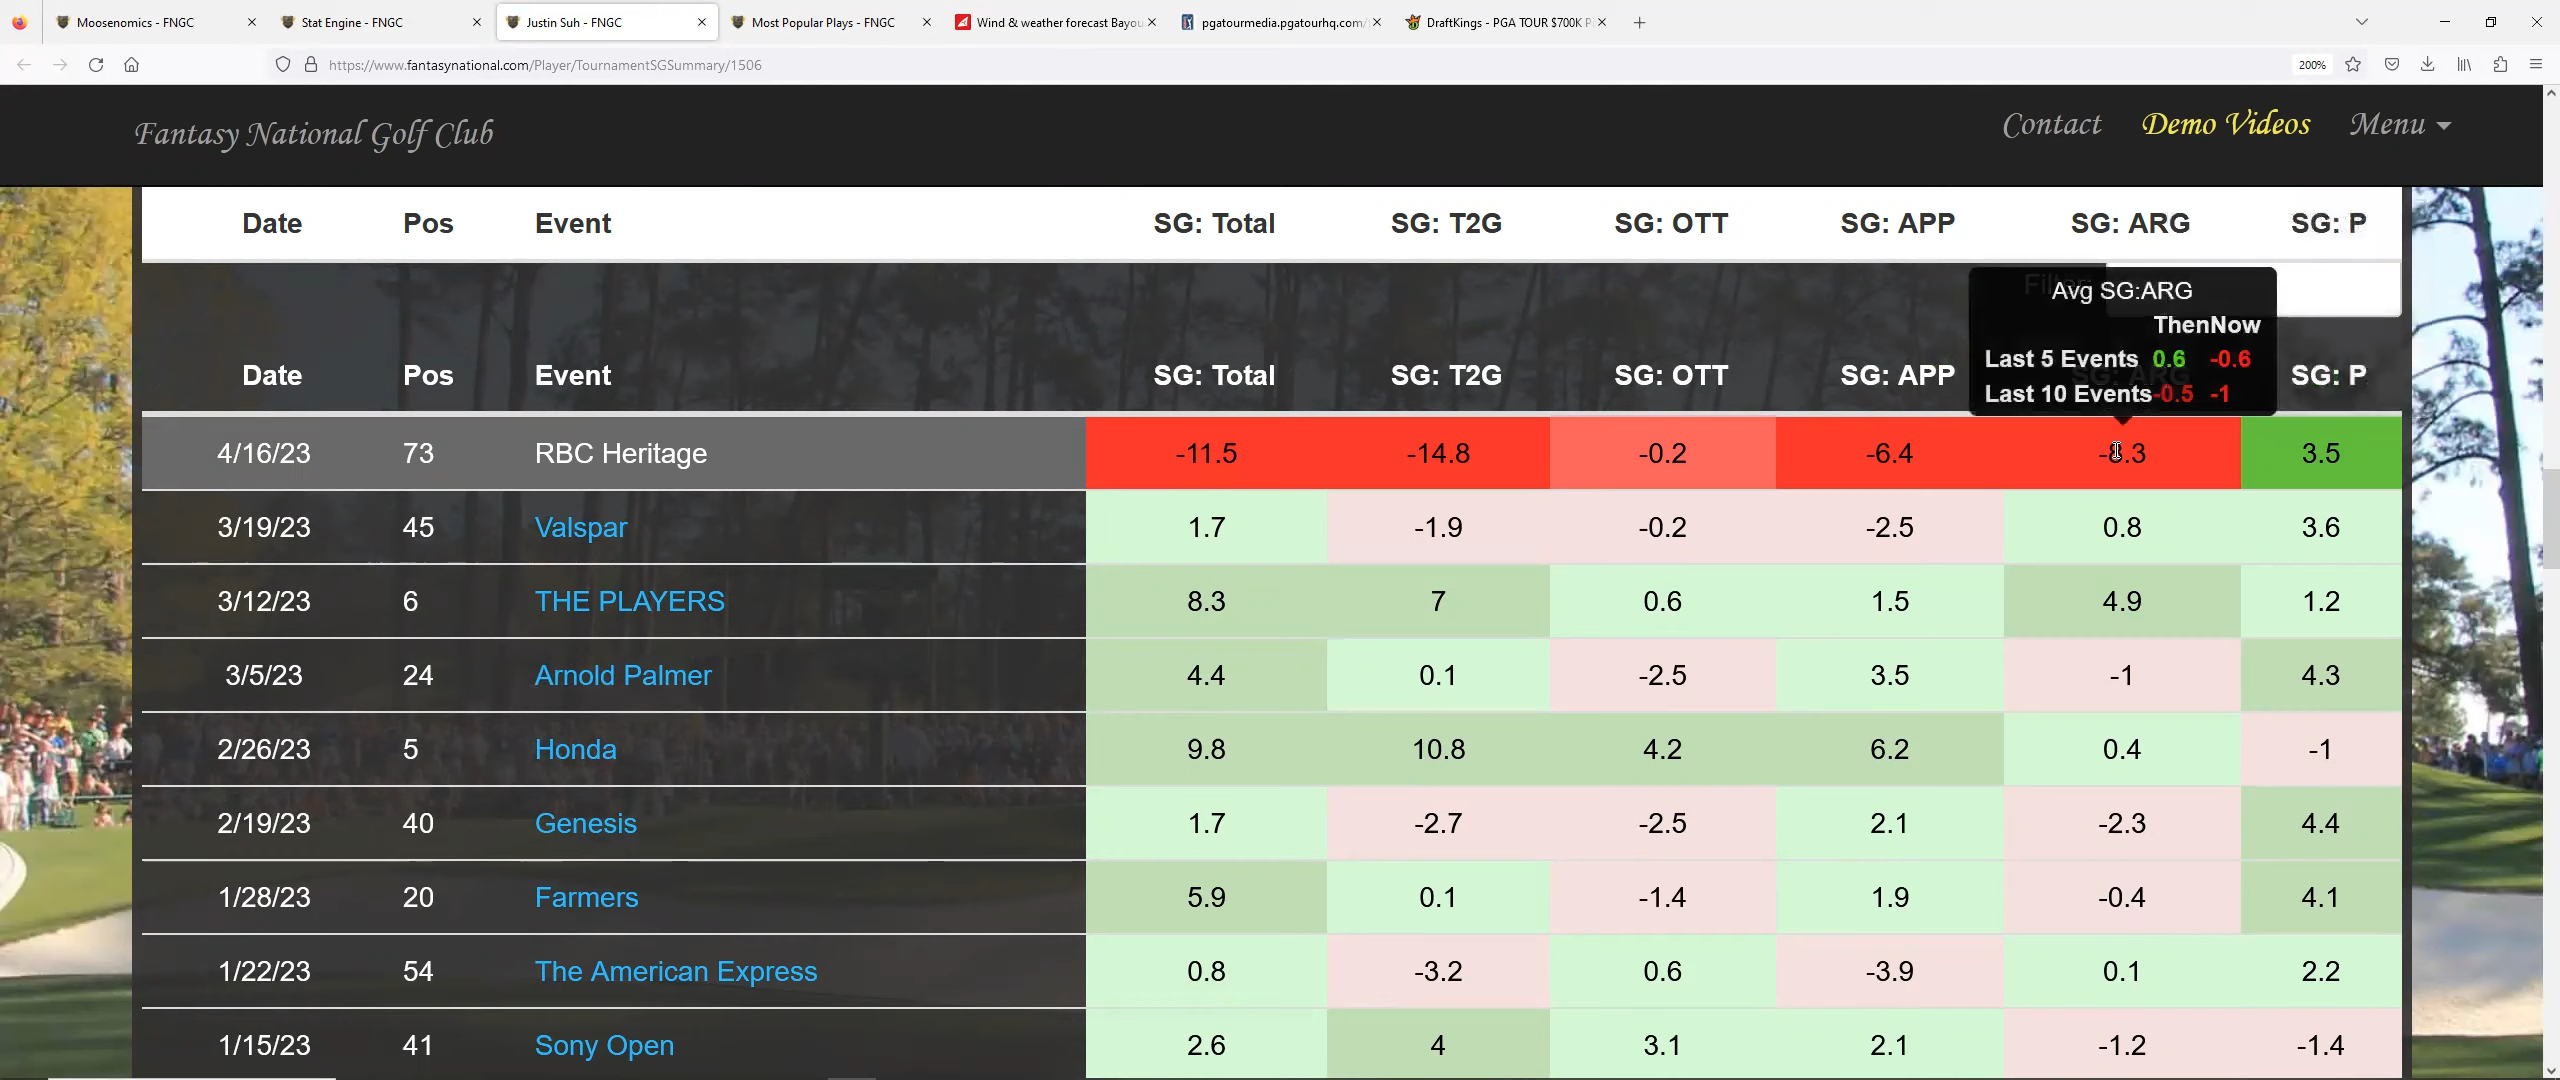 Moosenomics - FNGC
Stat Engine - FNGC
Justin Suh - FNGC
Most Popular Plays - FNGC
Wind & weather forecast Bayou
pgatourmedia.pgatourhq.com/
DraftKings - PGA TOUR $700K P
https://www.fantasynational.com/Player/TournamentSGSummary/1506
200%
Fantasy National Golf Club
Contact Demo Videos Menu
Date Pos Event SG: Total SG: T2G SG: OTT SG: APP SG: ARG SG: P
Avg SG:ARG
ThenNow
Last 5 Events 0.6 -0.6
Last 10 Events -0.5 -1
Date Pos Event SG: Total SG: T2G SG: OTT SG: APP SG: ARG SG: P
4/16/23 73 RBC Heritage -11.5 -14.8 -0.2 -6.4 -8.3 3.5
3/19/23 45 Valspar 1.7 -1.9 -0.2 -2.5 0.8 3.6
3/12/23 6 THE PLAYERS 8.3 7 0.6 1.5 4.9 1.2
3/5/23 24 Arnold Palmer 4.4 0.1 -2.5 3.5 -1 4.3
2/26/23 5 Honda 9.8 10.8 4.2 6.2 0.4 -1
2/19/23 40 Genesis 1.7 -2.7 -2.5 2.1 -2.3 4.4
1/28/23 20 Farmers 5.9 0.1 -1.4 1.9 -0.4 4.1
1/22/23 54 The American Express 0.8 -3.2 0.6 -3.9 0.1 2.2
1/15/23 41 Sony Open 2.6 4 3.1 2.1 -1.2 -1.4